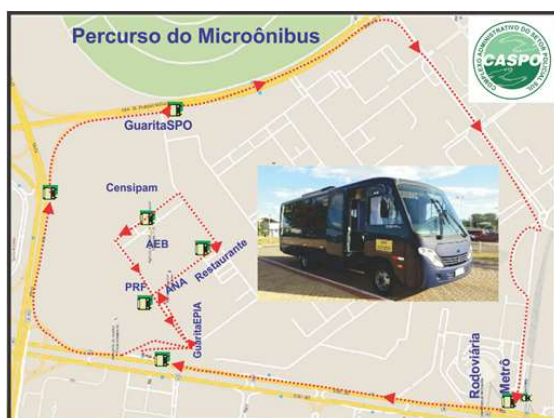 Percurso do Microônibus
COMPLEXO ADMINISTRATIVO DO SETOR POLICIAL SUL
CASPO
GuaritaSPO
Censipam
AEB
Restaurante
ANA
PRF
GuaritaEPIA
Rodoviária
Metrô